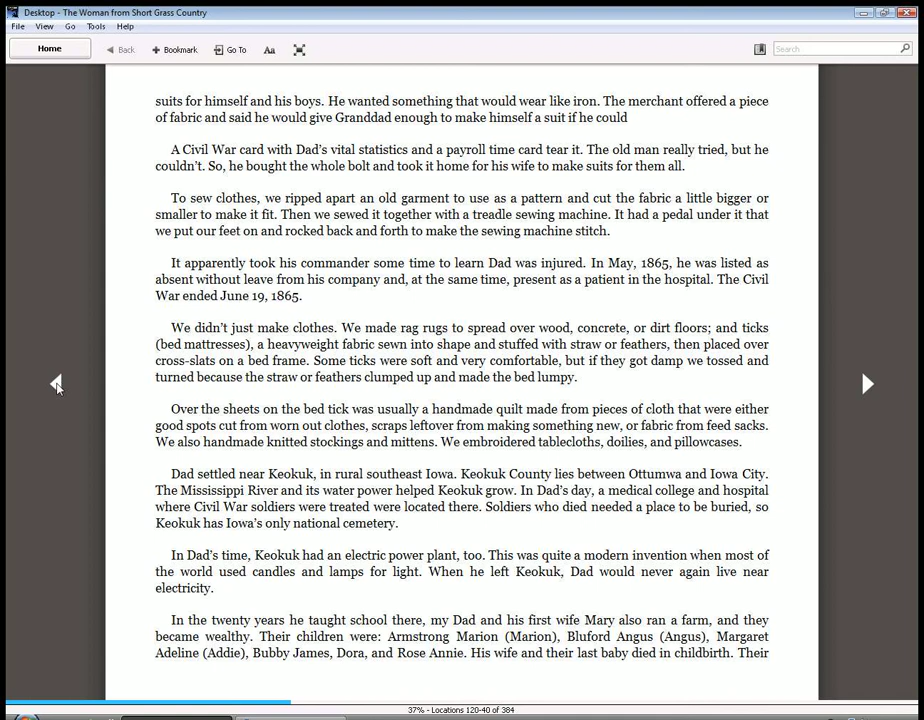 Desktop - The Woman from Short Grass Country
File View Go Tools Help
Home Back Bookmark Go To Aa Search
suits for himself and his boys. He wanted something that would wear like iron. The merchant offered a piece
of fabric and said he would give Granddad enough to make himself a suit if he could
A Civil War card with Dad's vital statistics and a payroll time card tear it. The old man really tried, but he
couldn't. So, he bought the whole bolt and took it home for his wife to make suits for them all.
To sew clothes, we ripped apart an old garment to use as a pattern and cut the fabric a little bigger or
smaller to make it fit. Then we sewed it together with a treadle sewing machine. It had a pedal under it that
we put our feet on and rocked back and forth to make the sewing machine stitch.
It apparently took his commander some time to learn Dad was injured. In May, 1865, he was listed as
absent without leave from his company and, at the same time, present as a patient in the hospital. The Civil
War ended June 19, 1865.
We didn't just make clothes. We made rag rugs to spread over wood, concrete, or dirt floors; and ticks
(bed mattresses), a heavyweight fabric sewn into shape and stuffed with straw or feathers, then placed over
cross-slats on a bed frame. Some ticks were soft and very comfortable, but if they got damp we tossed and
turned because the straw or feathers clumped up and made the bed lumpy.
Over the sheets on the bed tick was usually a handmade quilt made from pieces of cloth that were either
good spots cut from worn out clothes, scraps leftover from making something new, or fabric from feed sacks.
We also handmade knitted stockings and mittens. We embroidered tablecloths, doilies, and pillowcases.
Dad settled near Keokuk, in rural southeast Iowa. Keokuk County lies between Ottumwa and Iowa City.
The Mississippi River and its water power helped Keokuk grow. In Dad's day, a medical college and hospital
where Civil War soldiers were treated were located there. Soldiers who died needed a place to be buried, so
Keokuk has Iowa's only national cemetery.
In Dad's time, Keokuk had an electric power plant, too. This was quite a modern invention when most of
the world used candles and lamps for light. When he left Keokuk, Dad would never again live near
electricity.
In the twenty years he taught school there, my Dad and his first wife Mary also ran a farm, and they
became wealthy. Their children were: Armstrong Marion (Marion), Bluford Angus (Angus), Margaret
Adeline (Addie), Bubby James, Dora, and Rose Annie. His wife and their last baby died in childbirth. Their
37% - Locations 120-40 of 384